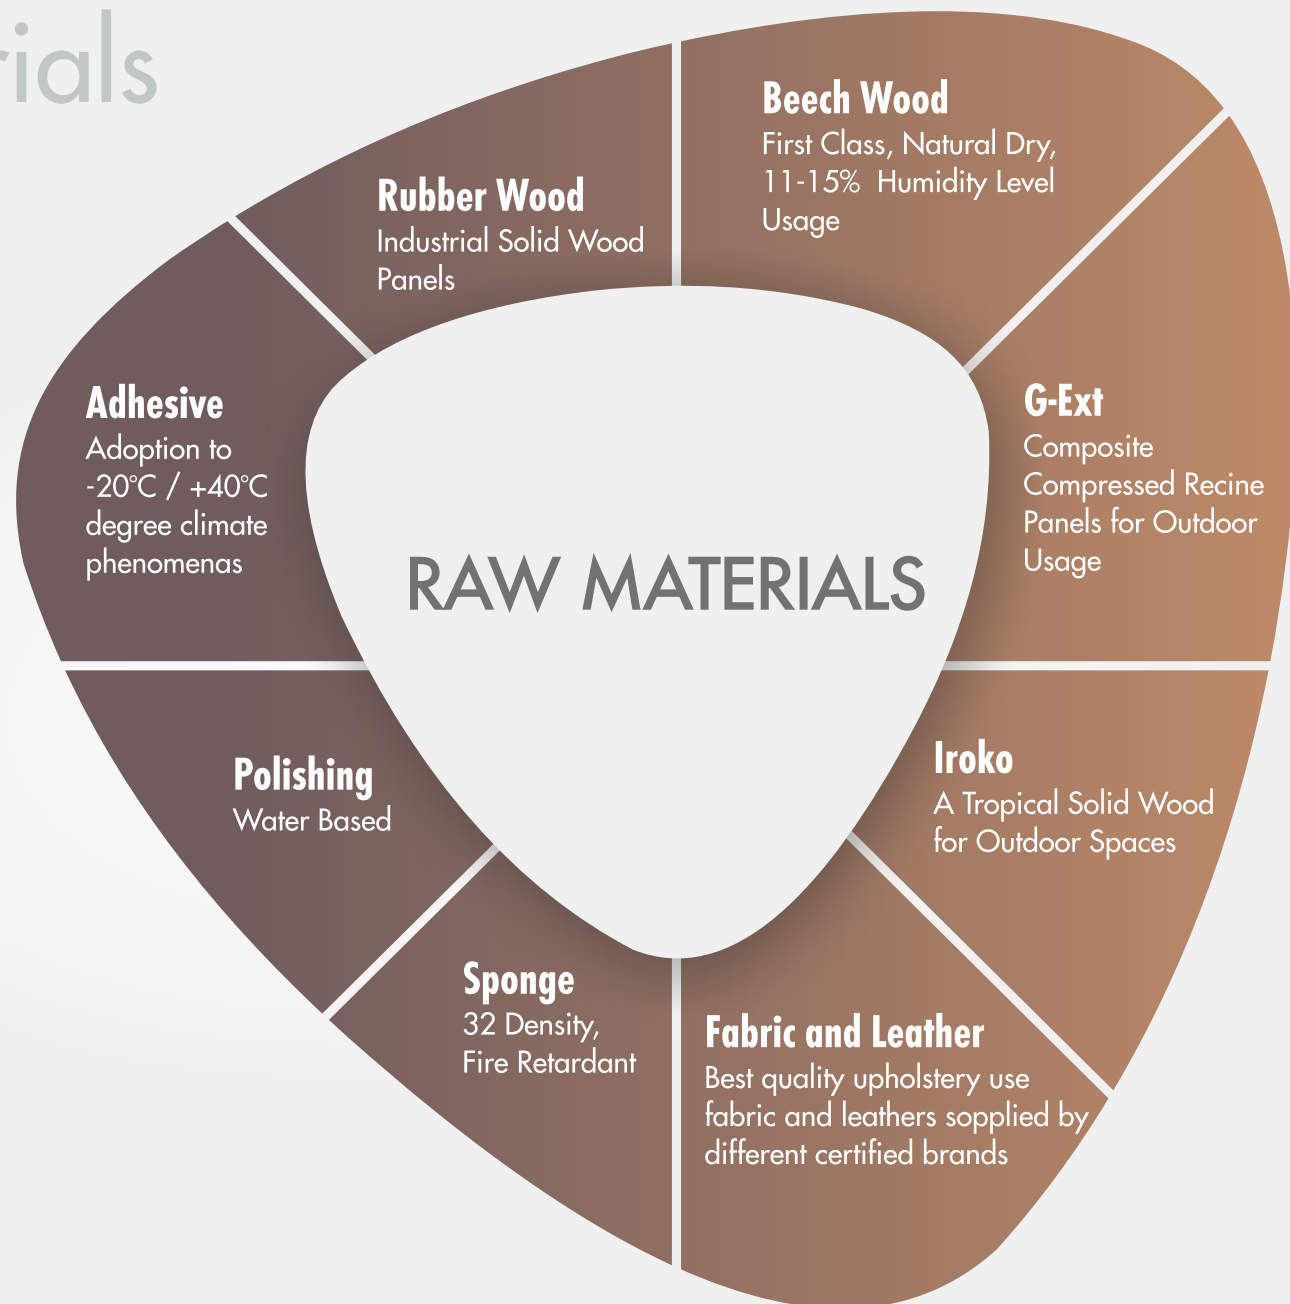 rials
Beech Wood
First Class, Natural Dry,
11-15% Humidity Level
Usage
Rubber Wood
Industrial Solid Wood
Panels
G-Ext
Composite
Compressed Recine
Panels for Outdoor
Usage
Adhesive
Adoption to
-20°C / +40°C
degree climate
phenomenas
RAW MATERIALS
Iroko
A Tropical Solid Wood
for Outdoor Spaces
Polishing
Water Based
Sponge
32 Density,
Fire Retardant
Fabric and Leather
Best quality upholstery use
fabric and leathers sopplied by
different certified brands